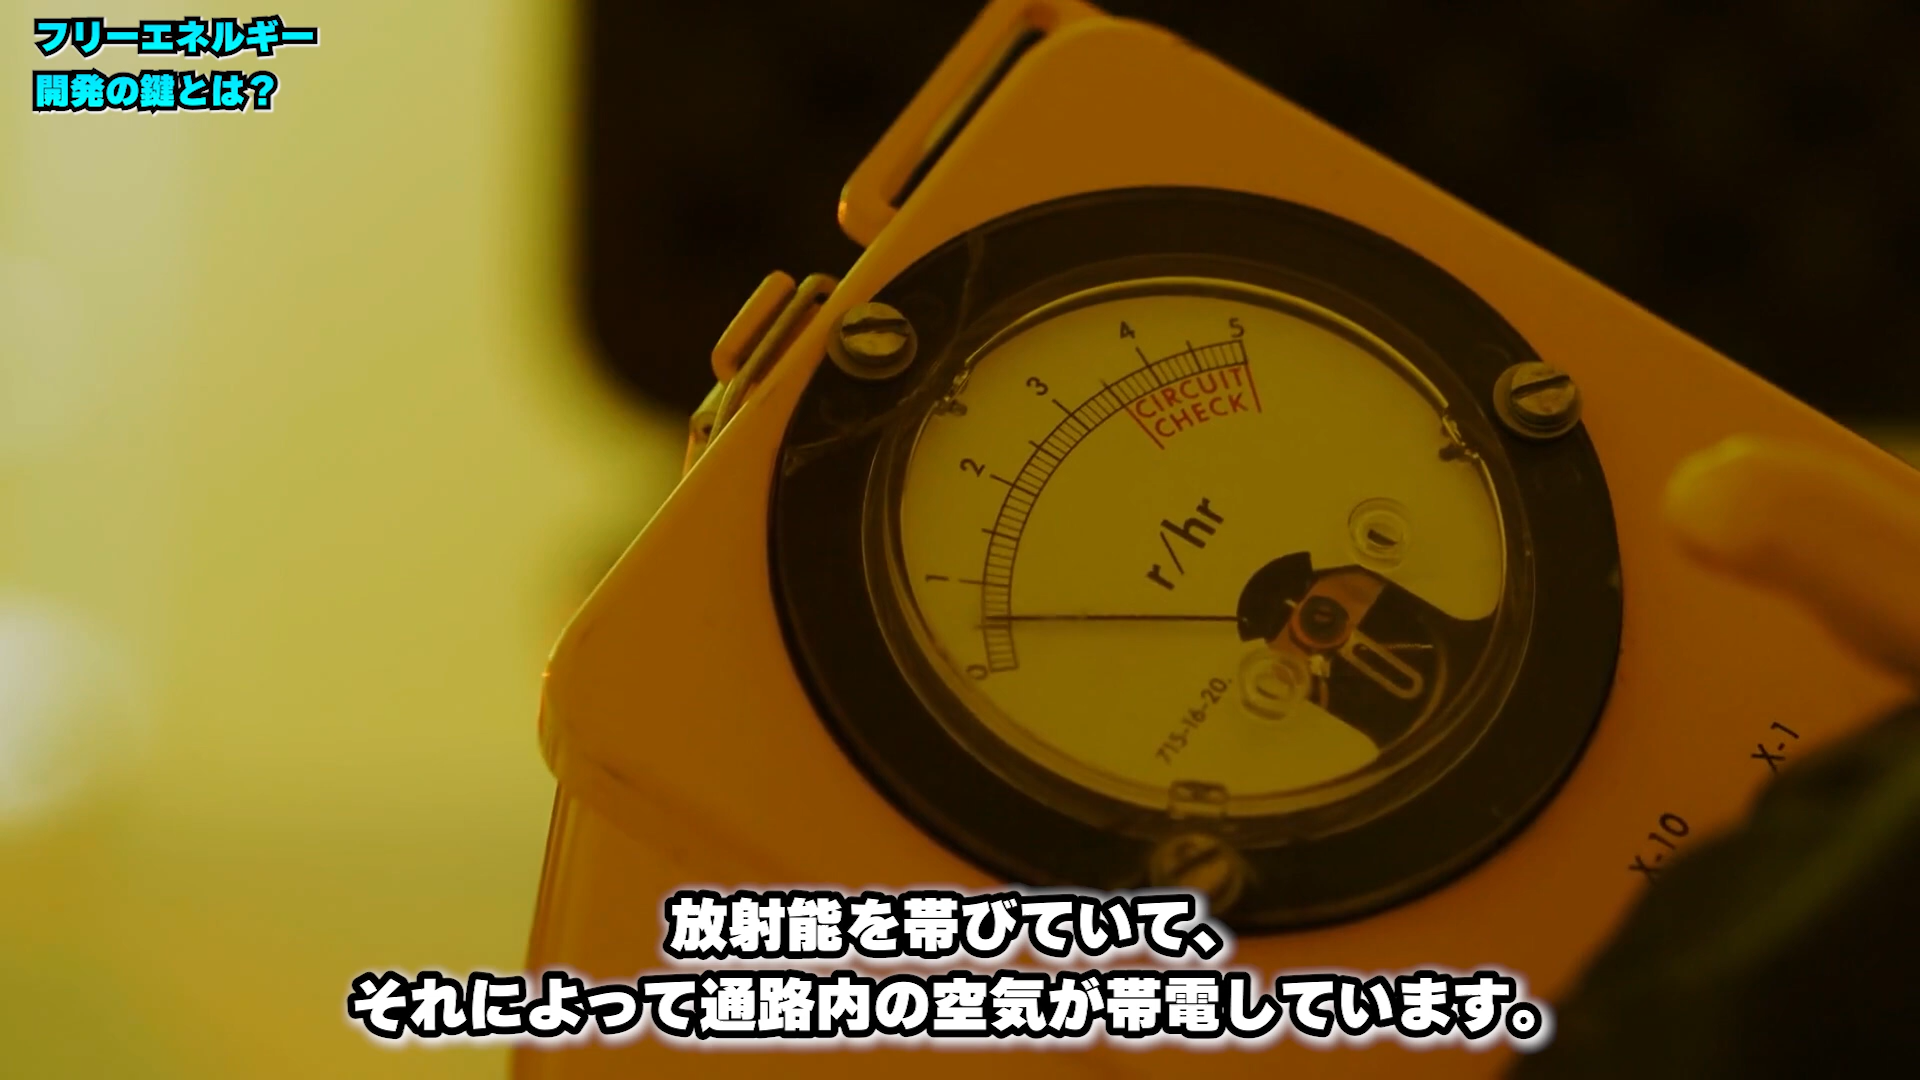 フリーエネルギー
開発の鍵とは?
0 1 2 3 4 5
CIRCUIT
CHECK
r/hr
715-16-20.
X-1
X-10
放射能を帯びていて、
それによって通路内の空気が帯電しています。